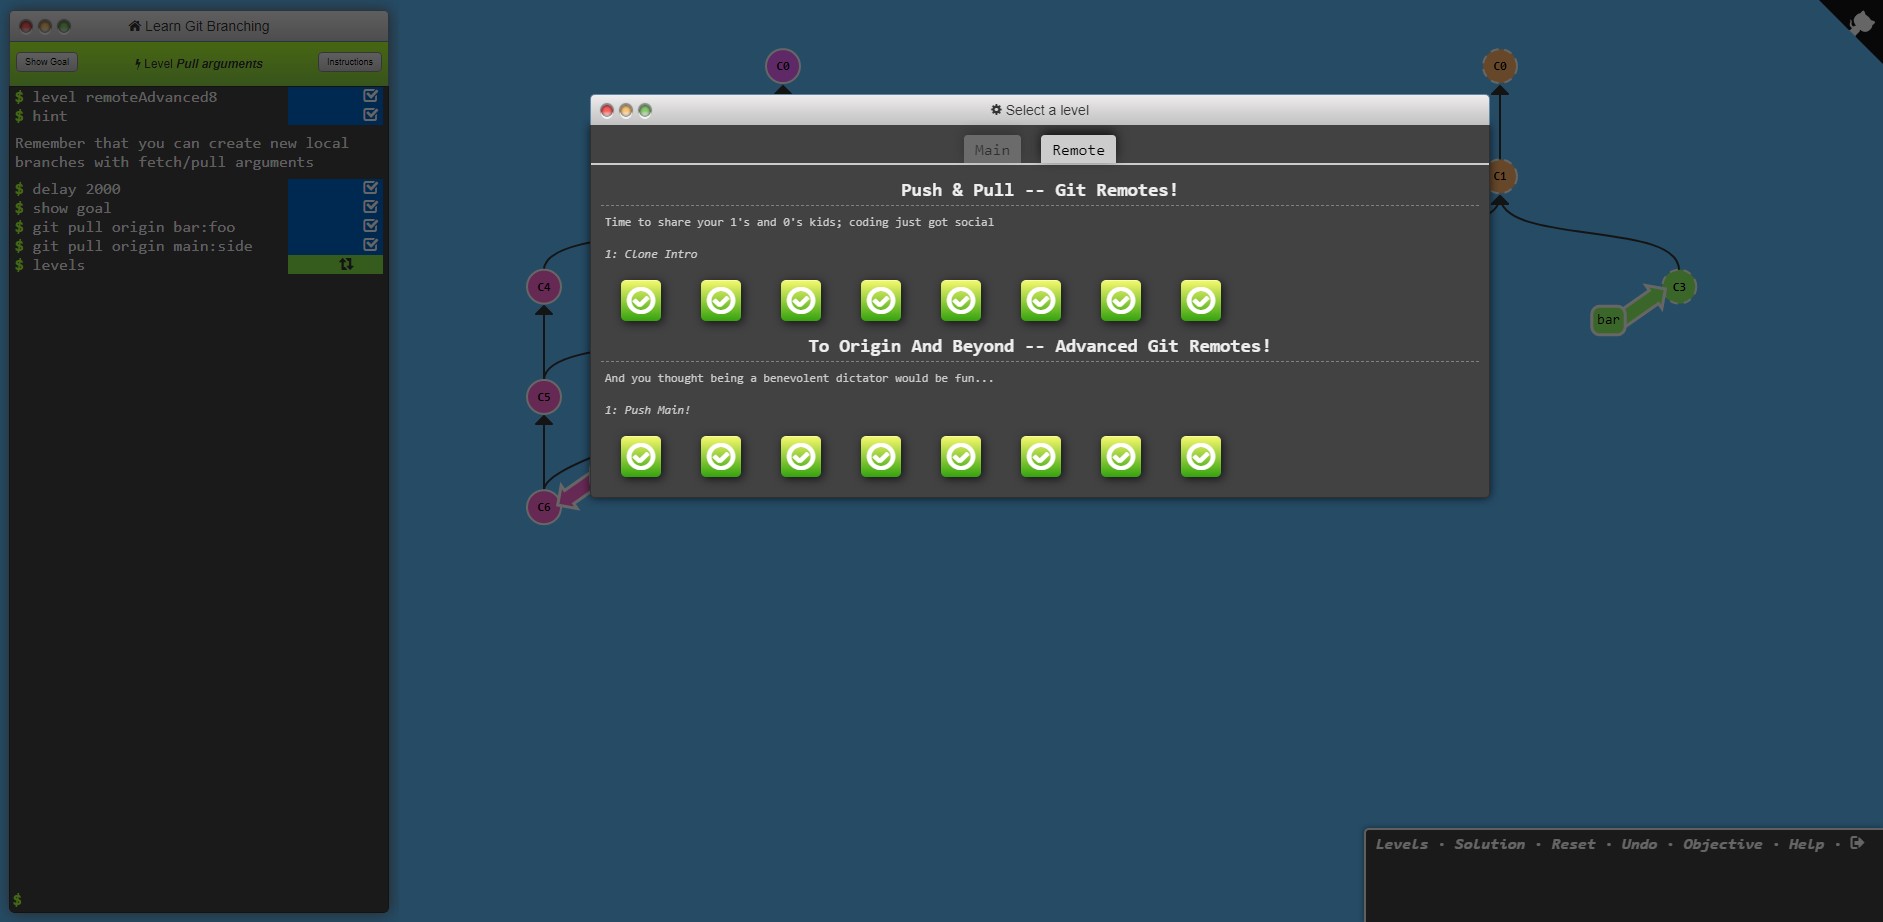 Learn Git Branching
Show Goal
Level Pull arguments
Instructions
$ level remoteAdvanced8
$ hint
Remember that you can create new local
branches with fetch/pull arguments
$ delay 2000
$ show goal
$ git pull origin bar:foo
$ git pull origin main:side
$ levels
$
C0
C4
C5
C6
Select a level
Main
Remote
Push & Pull -- Git Remotes!
Time to share your 1's and 0's kids; coding just got social
1: Clone Intro
To Origin And Beyond -- Advanced Git Remotes!
And you thought being a benevolent dictator would be fun...
1: Push Main!
C0
C1
C3
bar
Levels · Solution · Reset · Undo · Objective · Help ·